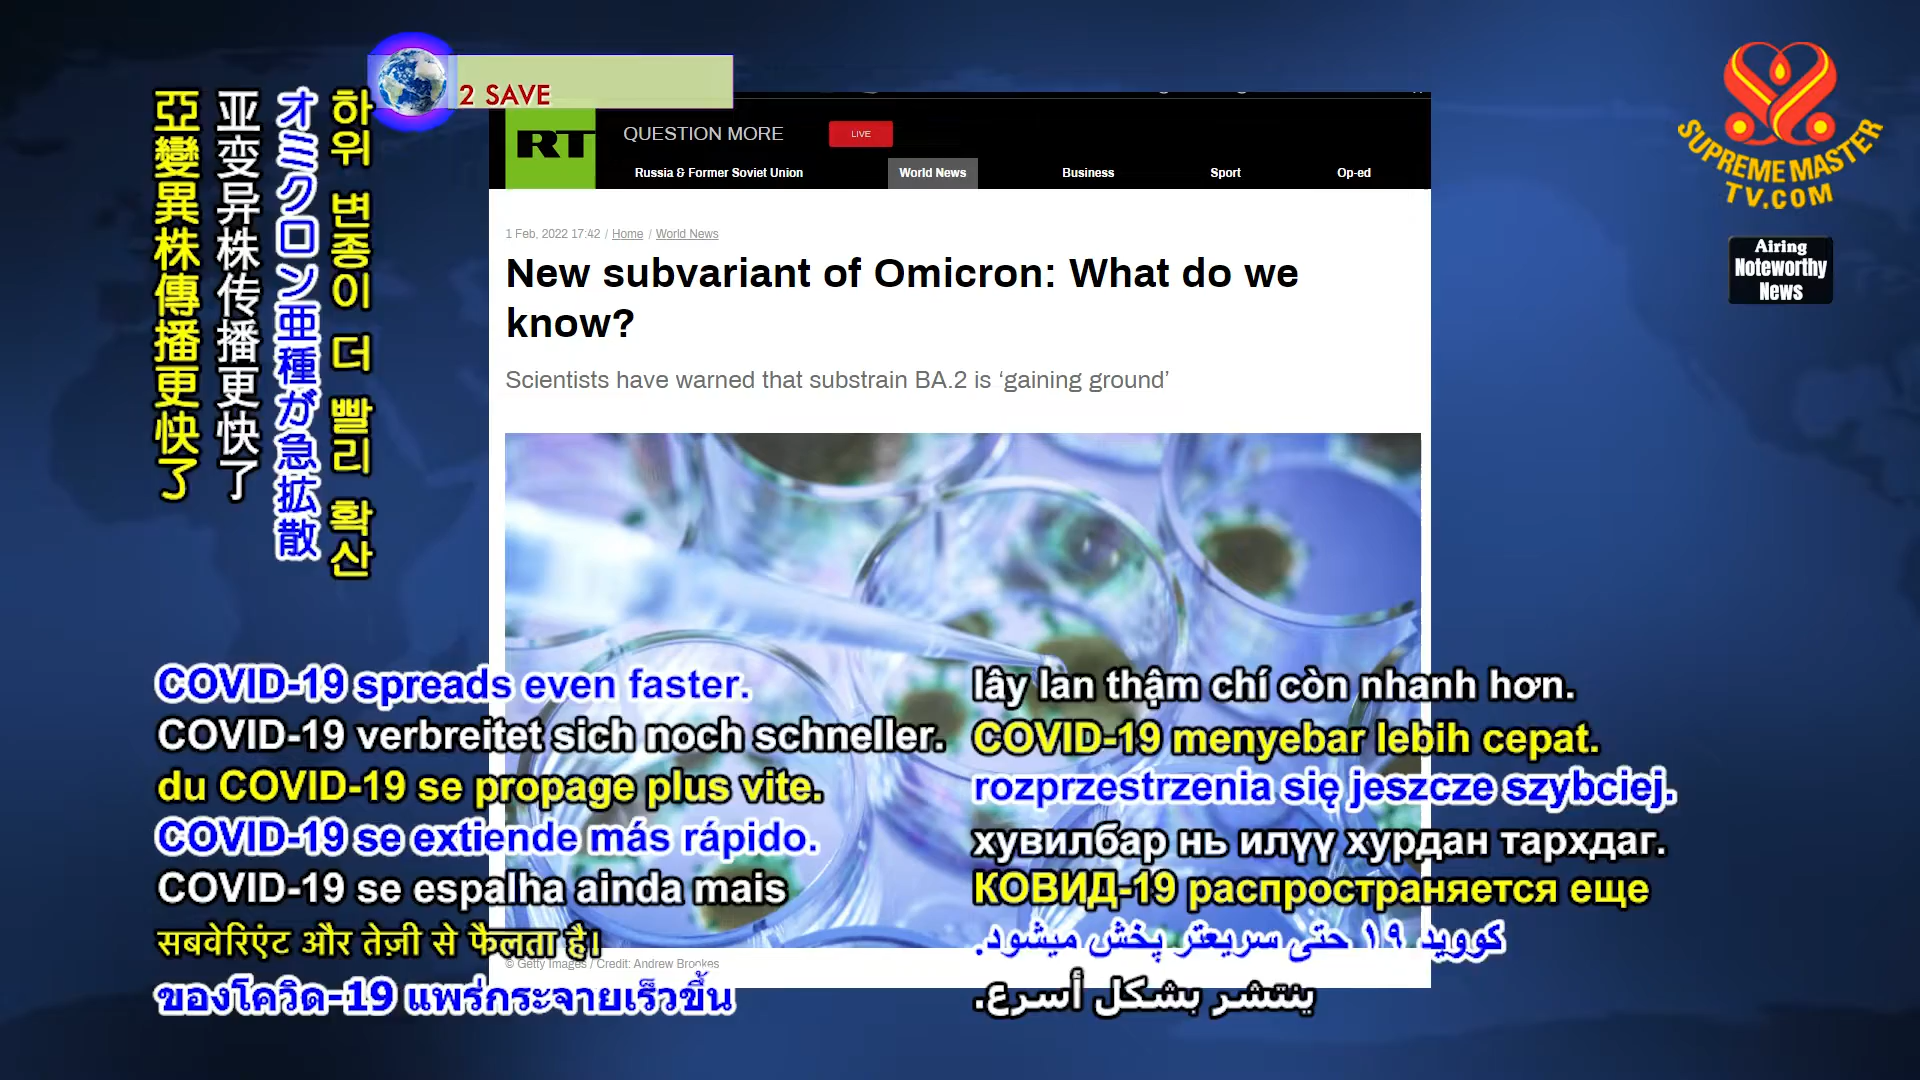 2 SAVE
RT
QUESTION MORE
LIVE
Russia & Former Soviet Union
World News
Business
Sport
Op-ed
1 Feb, 2022 17:42 / Home / World News
New subvariant of Omicron: What do we
know?
Scientists have warned that substrain BA.2 is ‘gaining ground’
© Getty Images / Credit: Andrew Brookes
SUPREME MASTER
TV.COM
Airing
Noteworthy
News
하위 변종이 더 빨리 확산
オミクロン亜種が急拡散
亚变异株传播更快了
亞變異株傳播更快了
COVID-19 spreads even faster.
COVID-19 verbreitet sich noch schneller.
du COVID-19 se propage plus vite.
COVID-19 se extiende más rápido.
COVID-19 se espalha ainda mais
सबवेरिएंट और तेज़ी से फैलता है।
ของโควิด-19 แพร่กระจายเร็วขึ้น
lây lan thậm chí còn nhanh hơn.
COVID-19 menyebar lebih cepat.
rozprzestrzenia się jeszcze szybciej.
хувилбар нь илүү хурдан тархдаг.
КОВИД-19 распространяется еще
کووید ۱۹ حتی سریعتر پخش میشود.
ينتشر بشكل أسرع.